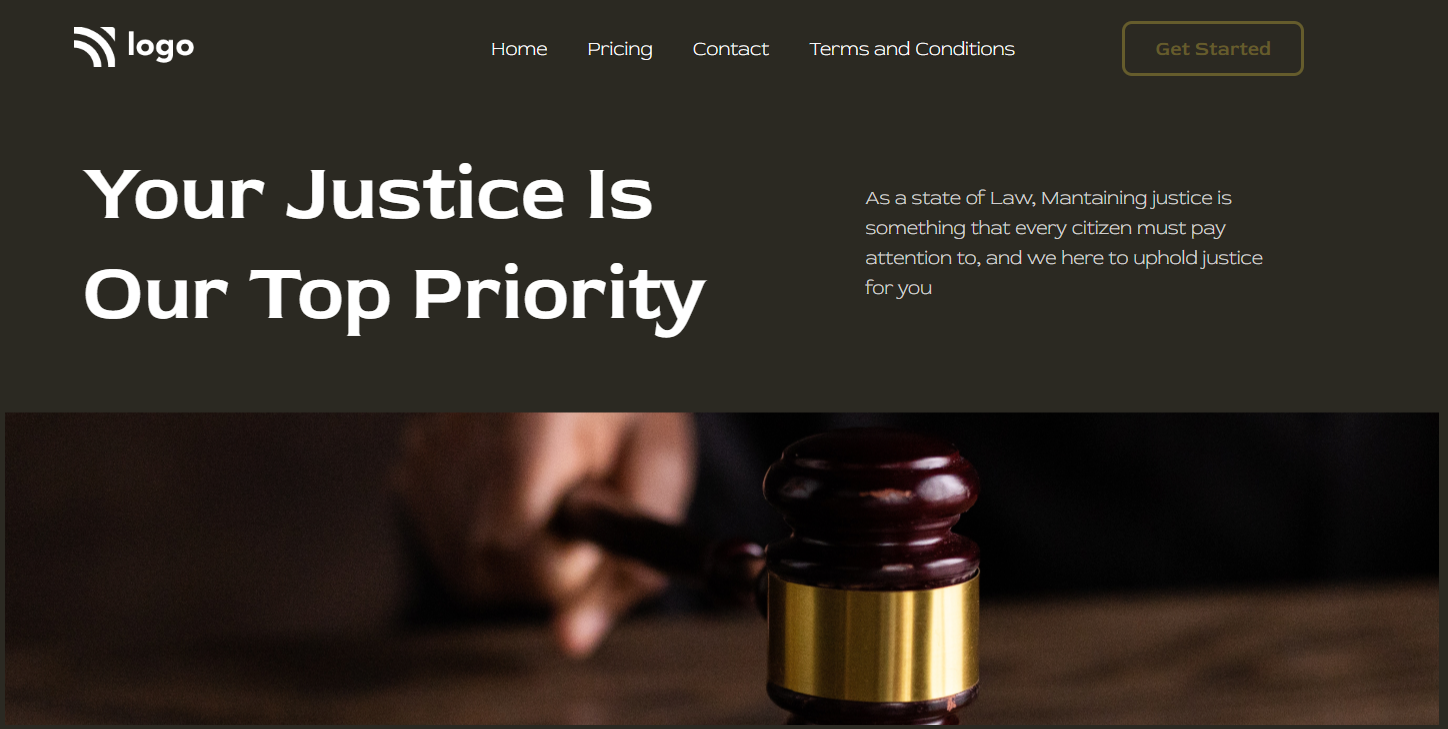 logo
Home
Pricing
Contact
Terms and Conditions
Get Started
Your Justice Is
Our Top Priority
As a state of Law, Mantaining justice is
something that every citizen must pay
attention to, and we here to uphold justice
for you